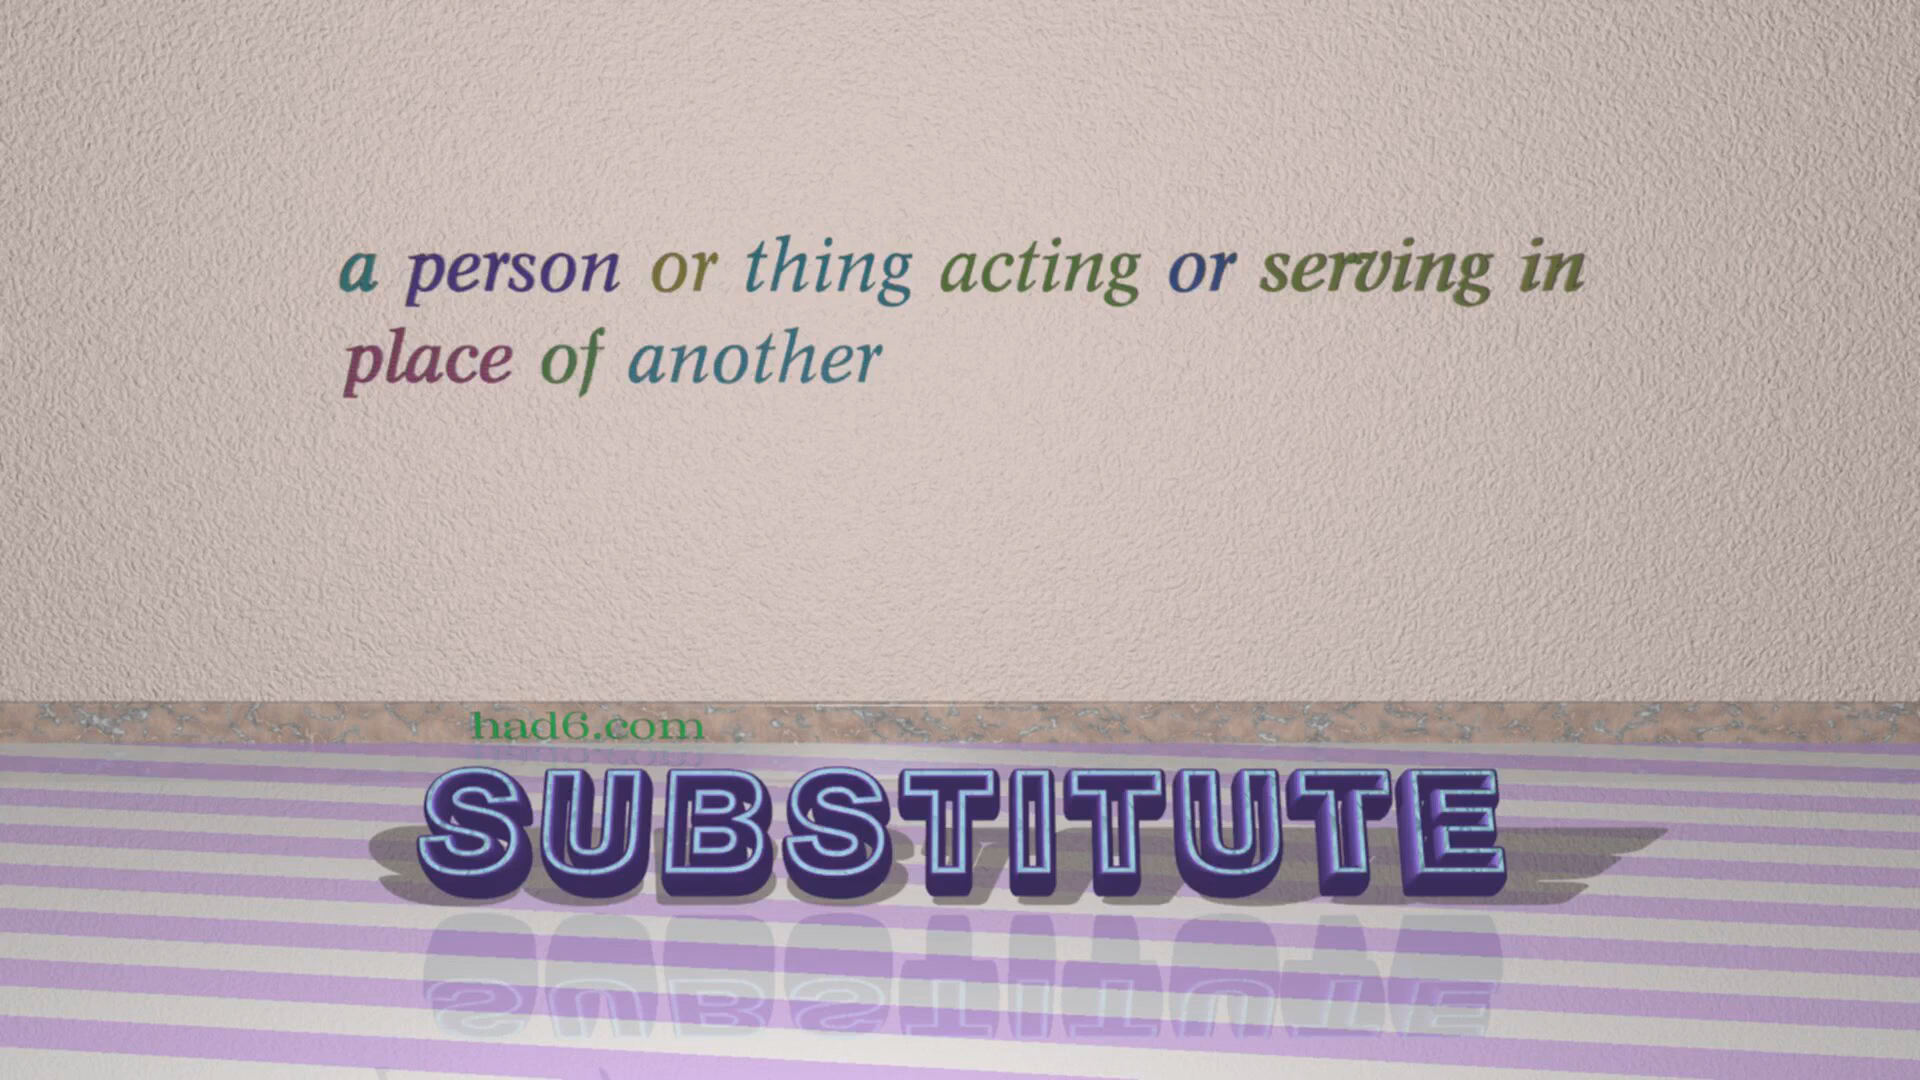 a person or thing acting or serving in
place of another
had6.com
SUBSTITUTE